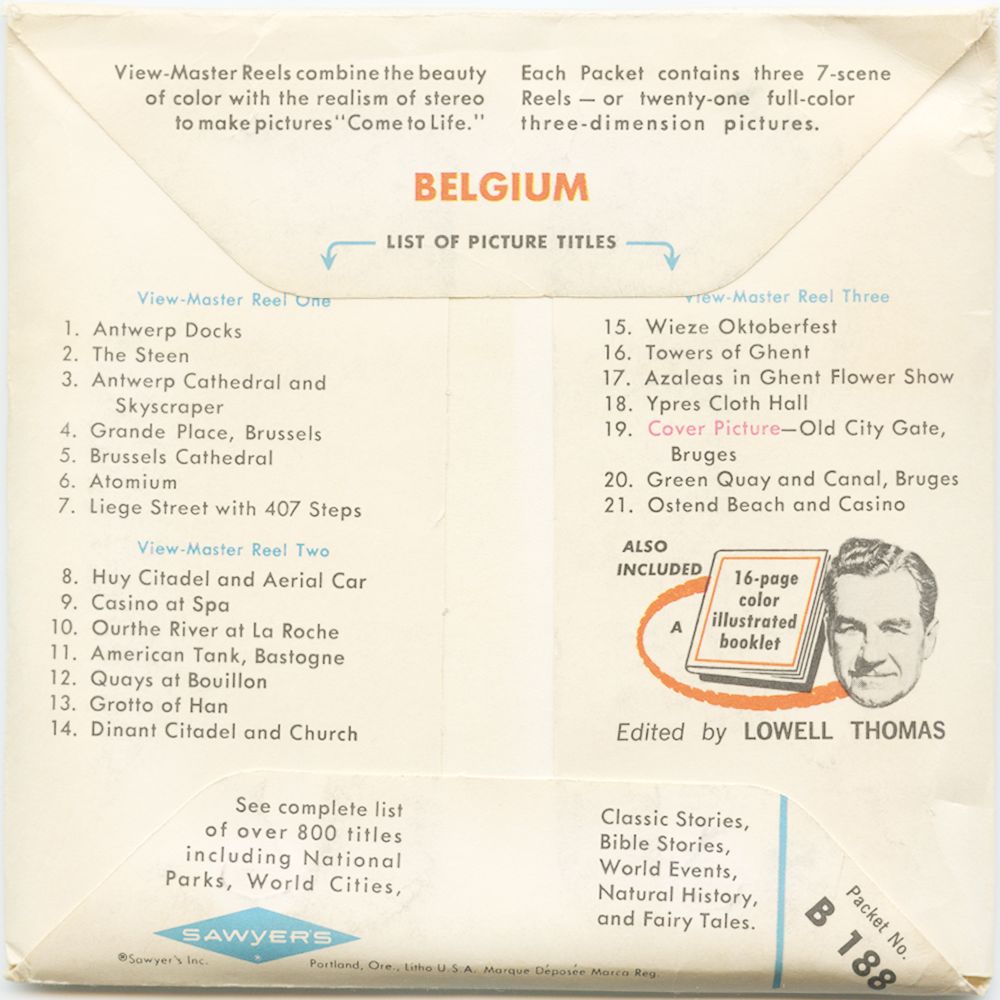 View-Master Reels combine the beauty
of color with the realism of stereo
to make pictures "Come to Life."
Each Packet contains three 7-scene
Reels — or twenty-one full-color
three-dimension pictures.
BELGIUM
LIST OF PICTURE TITLES
View-Master Reel One
1. Antwerp Docks
2. The Steen
3. Antwerp Cathedral and
Skyscraper
4. Grande Place, Brussels
5. Brussels Cathedral
6. Atomium
7. Liege Street with 407 Steps
View-Master Reel Two
8. Huy Citadel and Aerial Car
9. Casino at Spa
10. Ourthe River at La Roche
11. American Tank, Bastogne
12. Quays at Bouillon
13. Grotto of Han
14. Dinant Citadel and Church
View-Master Reel Three
15. Wieze Oktoberfest
16. Towers of Ghent
17. Azaleas in Ghent Flower Show
18. Ypres Cloth Hall
19. Cover Picture—Old City Gate,
Bruges
20. Green Quay and Canal, Bruges
21. Ostend Beach and Casino
ALSO
INCLUDED
A
16-page
color
illustrated
booklet
Edited by LOWELL THOMAS
See complete list
of over 800 titles
including National
Parks, World Cities,
Classic Stories,
Bible Stories,
World Events,
Natural History,
and Fairy Tales.
SAWYER'S
®Sawyer's Inc.
Portland, Ore., Litho U.S.A. Marque Déposée Marca Reg.
Packet No.
B 188